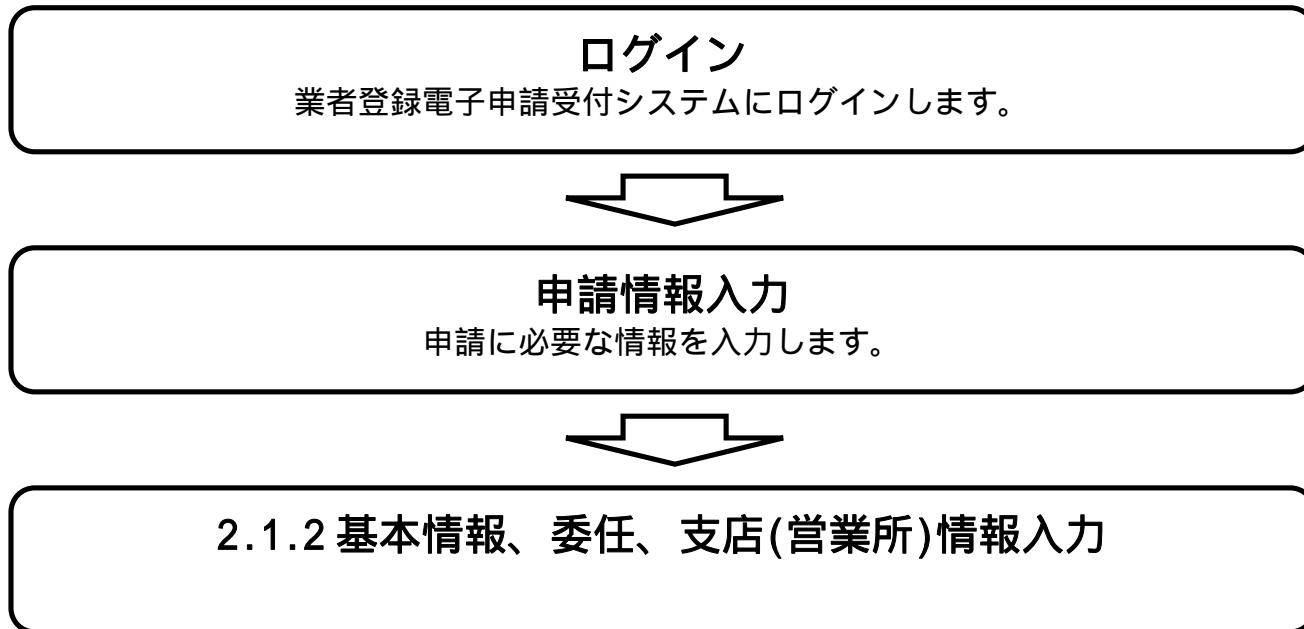 ログイン
業者登録電子申請受付システムにログインします。
申請情報入力
申請に必要な情報を入力します。
2.1.2 基本情報、委任、支店(営業所)情報入力